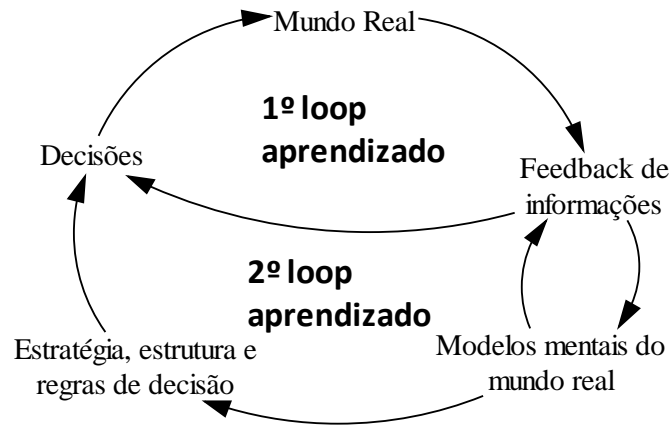 Mundo Real
1º loop
aprendizado
Decisões
Feedback de
informações
2º loop
aprendizado
Estratégia, estrutura e
regras de decisão
Modelos mentais do
mundo real